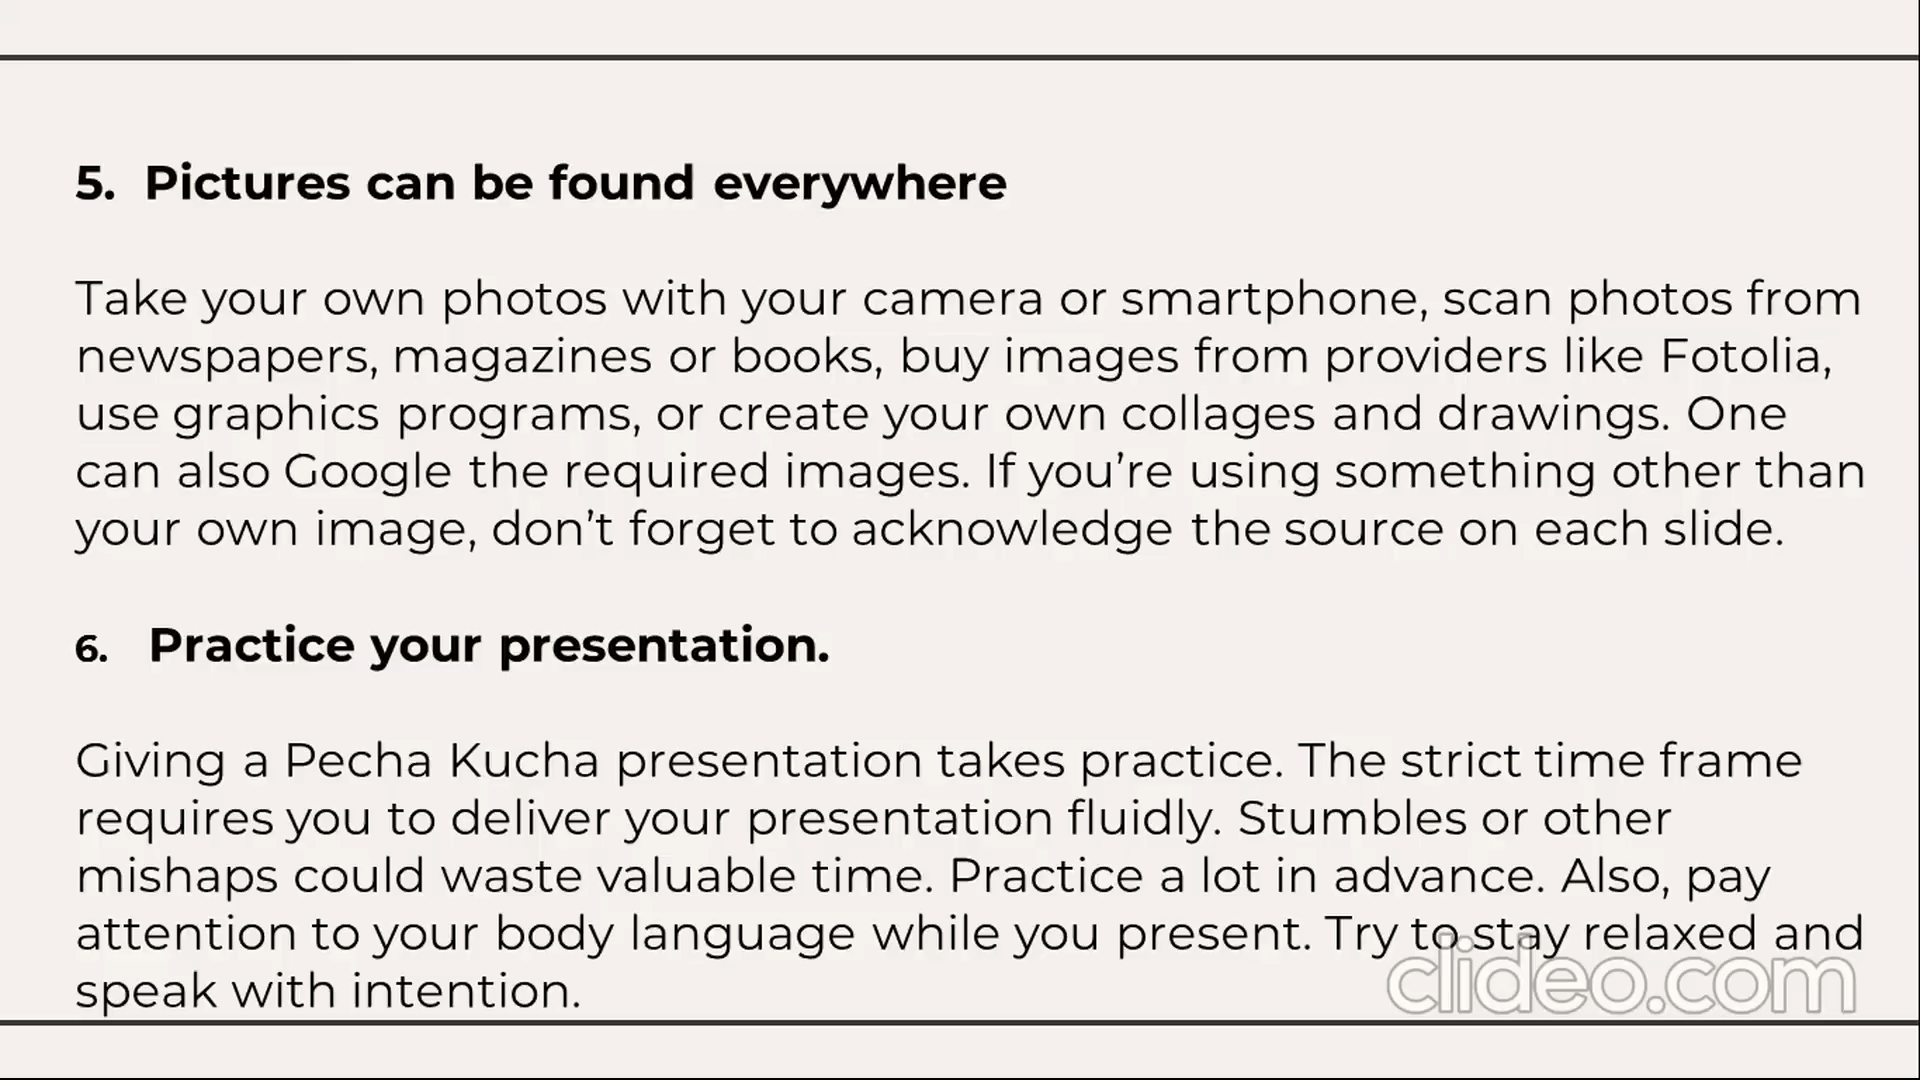 5. Pictures can be found everywhere
Take your own photos with your camera or smartphone, scan photos from
newspapers, magazines or books, buy images from providers like Fotolia,
use graphics programs, or create your own collages and drawings. One
can also Google the required images. If you’re using something other than
your own image, don’t forget to acknowledge the source on each slide.
6. Practice your presentation.
Giving a Pecha Kucha presentation takes practice. The strict time frame
requires you to deliver your presentation fluidly. Stumbles or other
mishaps could waste valuable time. Practice a lot in advance. Also, pay
attention to your body language while you present. Try to stay relaxed and
speak with intention.
clideo.com